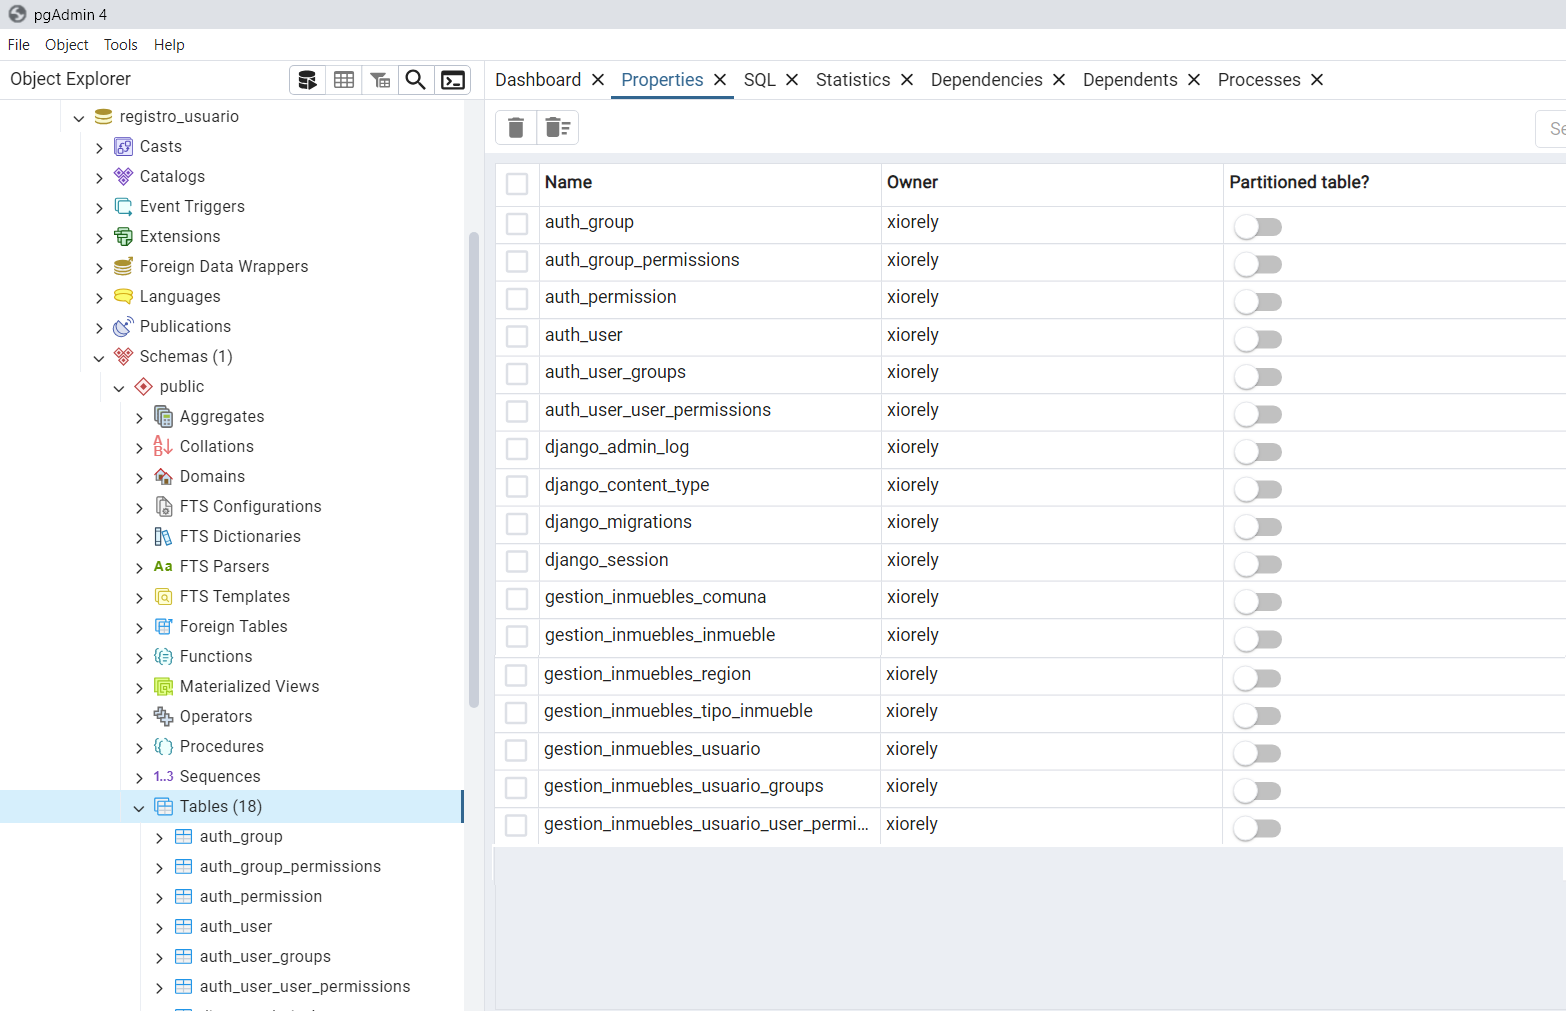 pgAdmin 4
File Object Tools Help
Object Explorer
registro_usuario
Casts
Catalogs
Event Triggers
Extensions
Foreign Data Wrappers
Languages
Publications
Schemas (1)
public
Aggregates
Collations
Domains
FTS Configurations
FTS Dictionaries
Aa FTS Parsers
FTS Templates
Foreign Tables
Functions
Materialized Views
Operators
Procedures
1..3 Sequences
Tables (18)
auth_group
auth_group_permissions
auth_permission
auth_user
auth_user_groups
auth_user_user_permissions
Dashboard Properties SQL Statistics Dependencies Dependents Processes
Se
Name Owner Partitioned table?
auth_group xiorely
auth_group_permissions xiorely
auth_permission xiorely
auth_user xiorely
auth_user_groups xiorely
auth_user_user_permissions xiorely
django_admin_log xiorely
django_content_type xiorely
django_migrations xiorely
django_session xiorely
gestion_inmuebles_comuna xiorely
gestion_inmuebles_inmueble xiorely
gestion_inmuebles_region xiorely
gestion_inmuebles_tipo_inmueble xiorely
gestion_inmuebles_usuario xiorely
gestion_inmuebles_usuario_groups xiorely
gestion_inmuebles_usuario_user_permi... xiorely